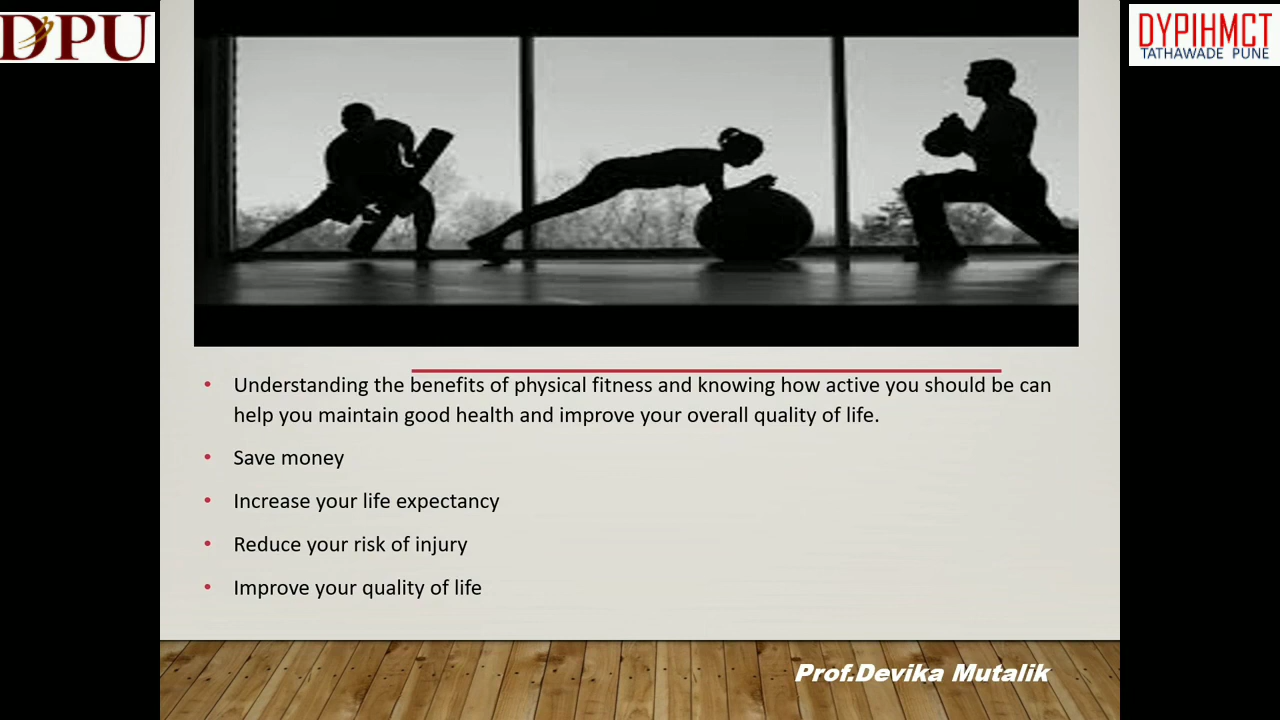 DPU
DYPIHMCT
TATHAWADE PUNE
• Understanding the benefits of physical fitness and knowing how active you should be can
help you maintain good health and improve your overall quality of life.
• Save money
• Increase your life expectancy
• Reduce your risk of injury
• Improve your quality of life
Prof.Devika Mutalik